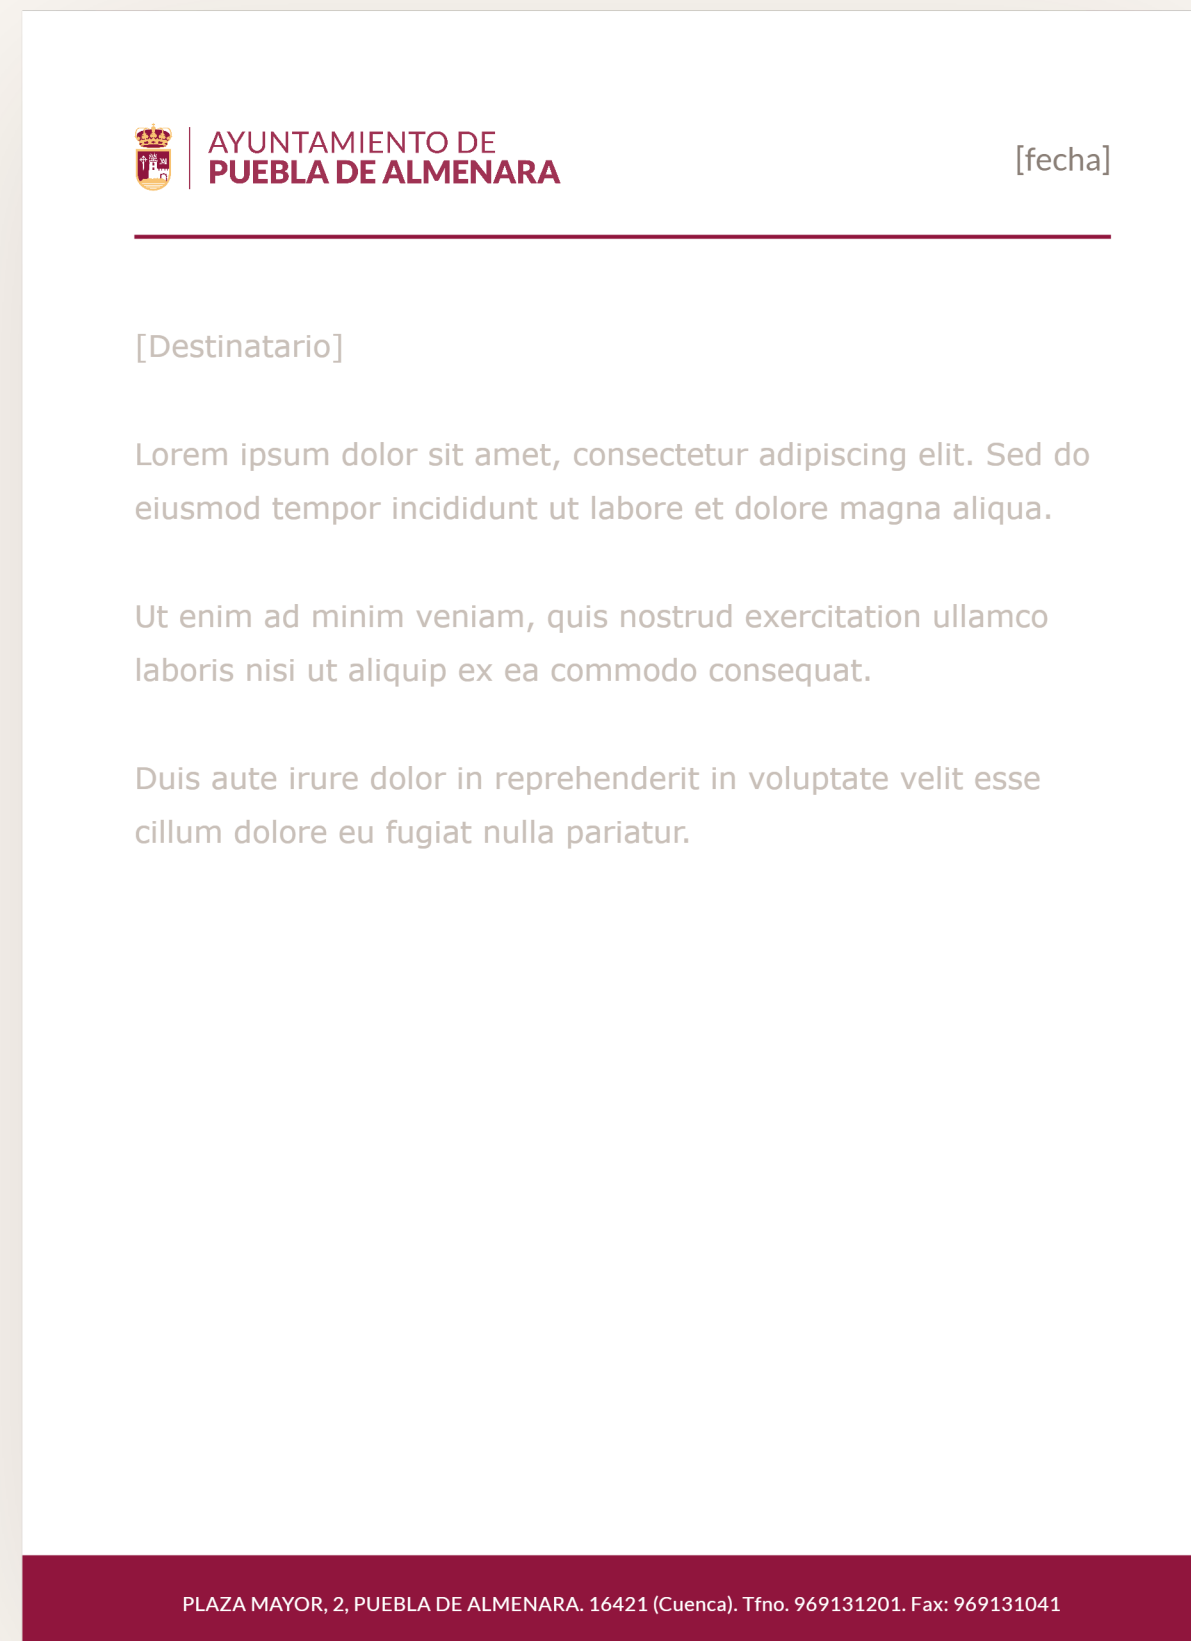 AYUNTAMIENTO DE
PUEBLA DE ALMENARA
[fecha]
[Destinatario]
Lorem ipsum dolor sit amet, consectetur adipiscing elit. Sed do
eiusmod tempor incididunt ut labore et dolore magna aliqua.
Ut enim ad minim veniam, quis nostrud exercitation ullamco
laboris nisi ut aliquip ex ea commodo consequat.
Duis aute irure dolor in reprehenderit in voluptate velit esse
cillum dolore eu fugiat nulla pariatur.
PLAZA MAYOR, 2, PUEBLA DE ALMENARA. 16421 (Cuenca). Tfno. 969131201. Fax: 969131041